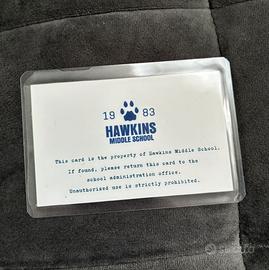 19 83
HAWKINS
MIDDLE SCHOOL
This card is the property of Hawkins Middle School.
If found, please return this card to the
school administration office.
Unauthorized use is strictly prohibited.
subito